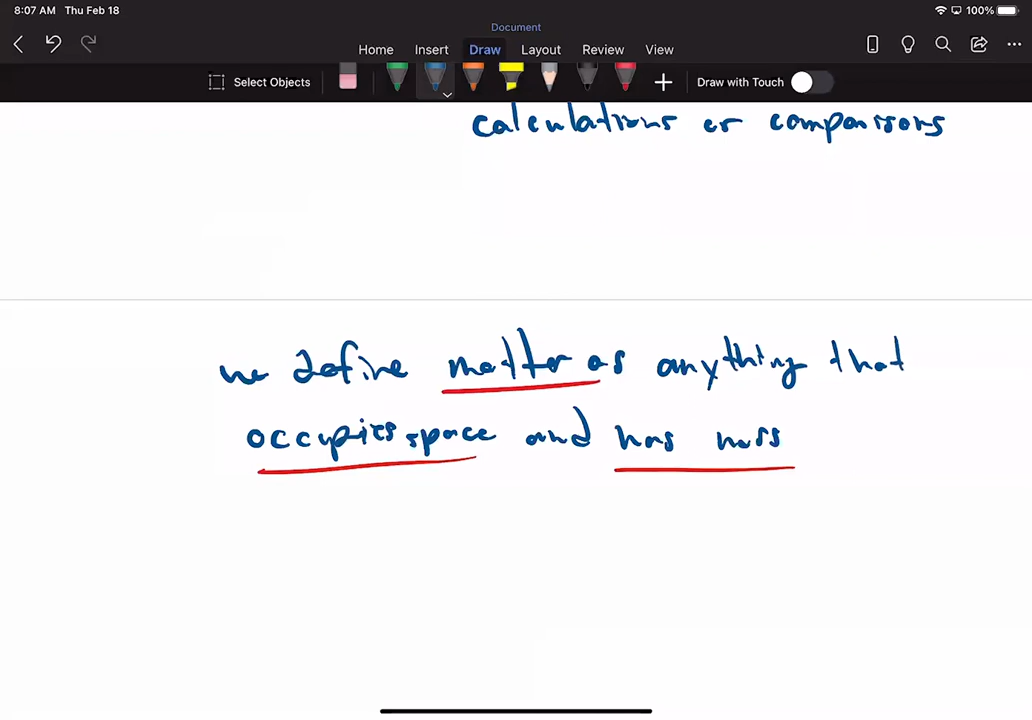 8:07 AM Thu Feb 18 100%
Document
Home Insert Draw Layout Review View
Select Objects Draw with Touch
calculations or comparisons
we define matter as anything that
occupies space and has mass